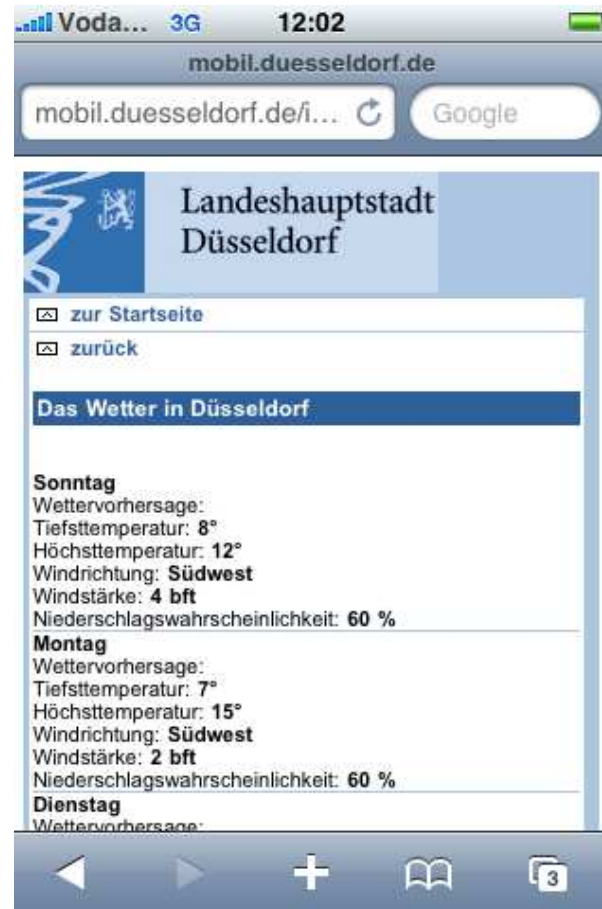 Voda... 3G 12:02
mobil.duesseldorf.de
mobil.duesseldorf.de/i... Google
Landeshauptstadt
Düsseldorf
zur Startseite
zurück
Das Wetter in Düsseldorf
Sonntag
Wettervorhersage:
Tiefsttemperatur: 8°
Höchsttemperatur: 12°
Windrichtung: Südwest
Windstärke: 4 bft
Niederschlagswahrscheinlichkeit: 60 %
Montag
Wettervorhersage:
Tiefsttemperatur: 7°
Höchsttemperatur: 15°
Windrichtung: Südwest
Windstärke: 2 bft
Niederschlagswahrscheinlichkeit: 60 %
Dienstag
Wettervorhersage:
3